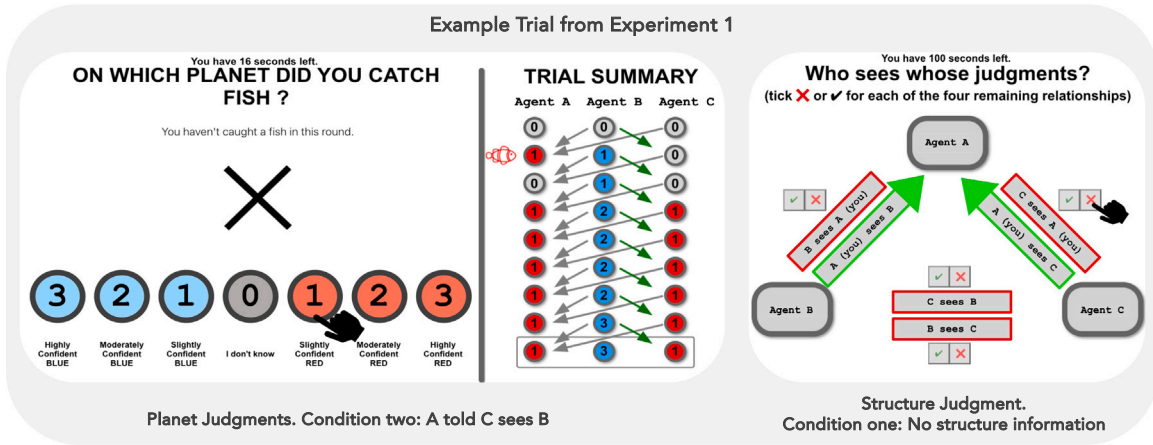 Example Trial from Experiment 1
You have 16 seconds left.
ON WHICH PLANET DID YOU CATCH
FISH ?
You haven't caught a fish in this round.
3 2 1 0 1 2 3
Highly Confident BLUE
Moderately Confident BLUE
Slightly Confident BLUE
I don't know
Slightly Confident RED
Moderately Confident RED
Highly Confident RED
TRIAL SUMMARY
Agent A Agent B Agent C
0 0 0
1 1 0
0 1 0
1 2 1
1 2 1
1 2 1
1 2 1
1 3 1
1 3 1
Planet Judgments. Condition two: A told C sees B
You have 100 seconds left.
Who sees whose judgments?
(tick ❌ or ✔ for each of the four remaining relationships)
Agent A
B sees A (you)
A (you) sees B
C sees A (you)
A (you) sees C
Agent B
C sees B
B sees C
Agent C
Structure Judgment.
Condition one: No structure information